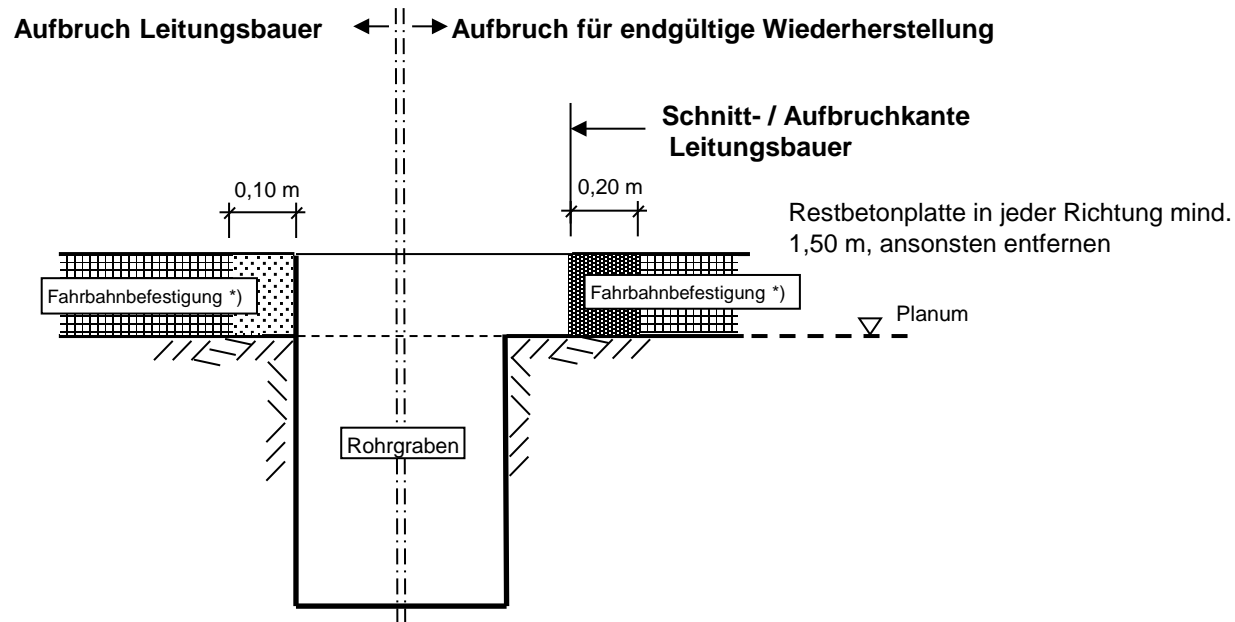 Aufbruch Leitungsbauer
Aufbruch für endgültige Wiederherstellung
Schnitt- / Aufbruchkante
Leitungsbauer
0,10 m
0,20 m
Restbetonplatte in jeder Richtung mind.
1,50 m, ansonsten entfernen
Fahrbahnbefestigung *)
Fahrbahnbefestigung *)
Planum
Rohrgraben